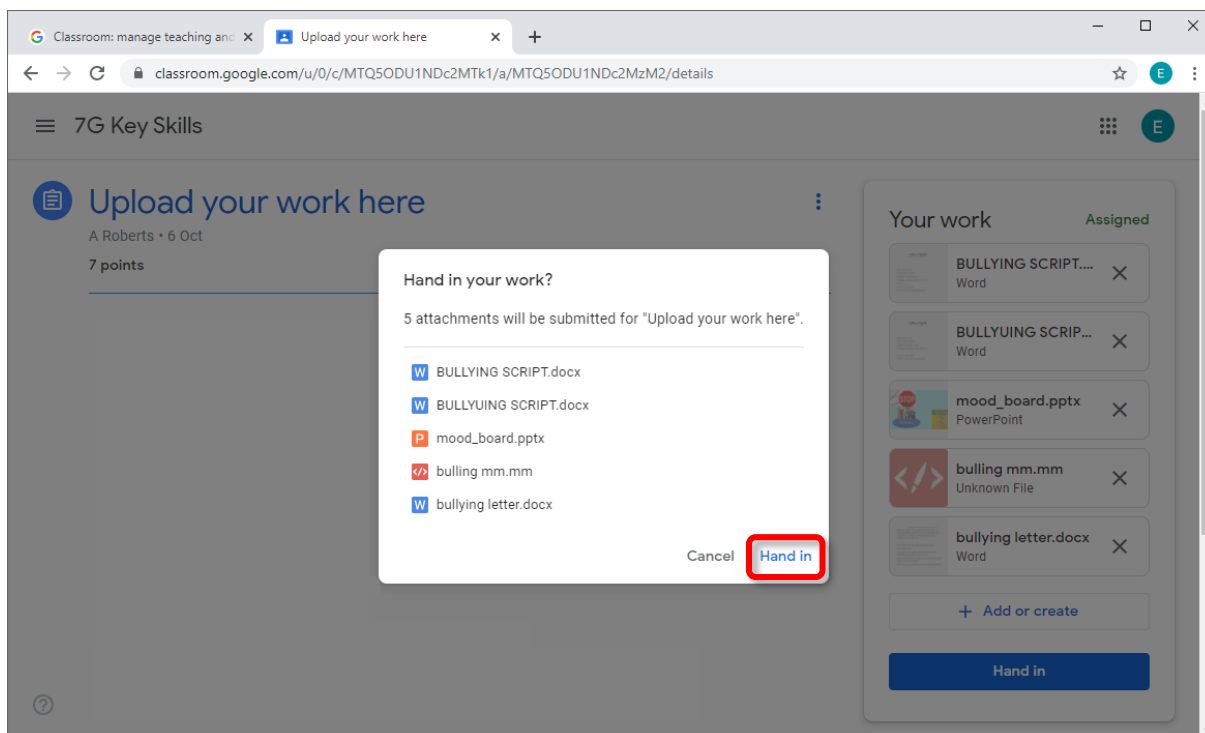 Classroom: manage teaching and
Upload your work here
classroom.google.com/u/0/c/MTQ5ODU1NDc2MTk1/a/MTQ5ODU1NDc2MzM2/details
E
7G Key Skills
E
Upload your work here
A Roberts • 6 Oct
7 points
Hand in your work?
5 attachments will be submitted for "Upload your work here".
W BULLYING SCRIPT.docx
W BULLYUING SCRIPT.docx
P mood_board.pptx
</> bulling mm.mm
W bullying letter.docx
Cancel Hand in
Your work Assigned
BULLYING SCRIPT....
Word
BULLYUING SCRIP...
Word
mood_board.pptx
PowerPoint
bulling mm.mm
Unknown File
bullying letter.docx
Word
+ Add or create
Hand in